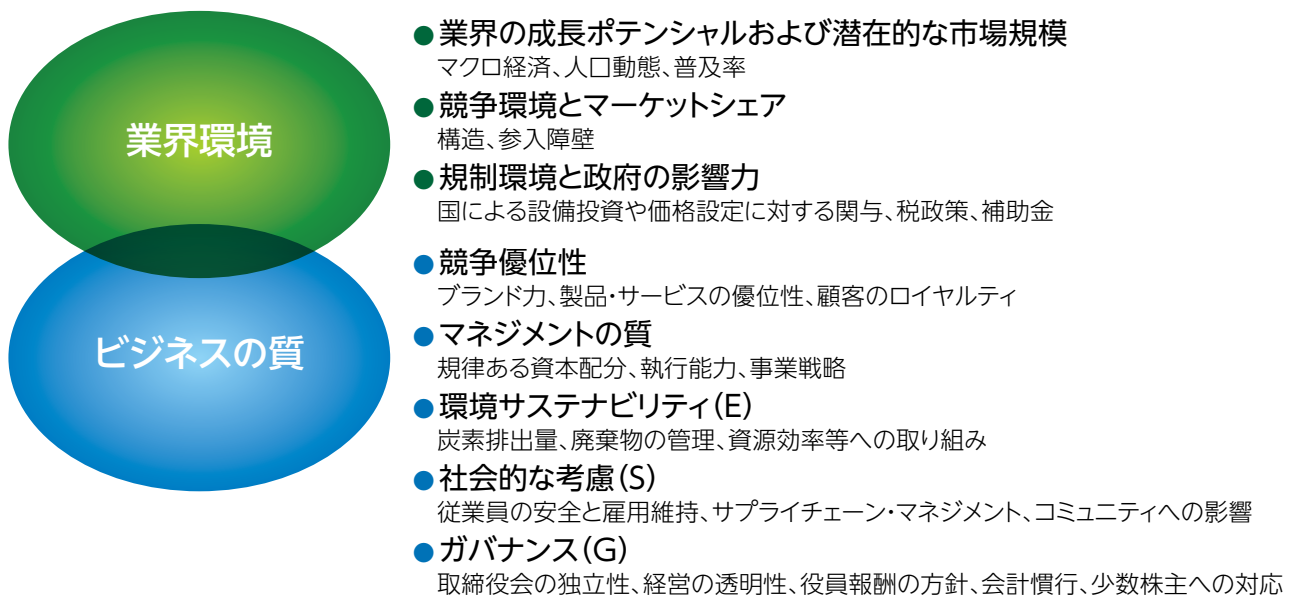 業界環境
ビジネスの質
●業界の成長ポテンシャルおよび潜在的な市場規模
マクロ経済、人口動態、普及率
●競争環境とマーケットシェア
構造、参入障壁
●規制環境と政府の影響力
国による設備投資や価格設定に対する関与、税政策、補助金
●競争優位性
ブランド力、製品・サービスの優位性、顧客のロイヤルティ
●マネジメントの質
規律ある資本配分、執行能力、事業戦略
●環境サステナビリティ(E)
炭素排出量、廃棄物の管理、資源効率等への取り組み
●社会的な考慮(S)
従業員の安全と雇用維持、サプライチェーン・マネジメント、コミュニティへの影響
●ガバナンス(G)
取締役会の独立性、経営の透明性、役員報酬の方針、会計慣行、少数株主への対応